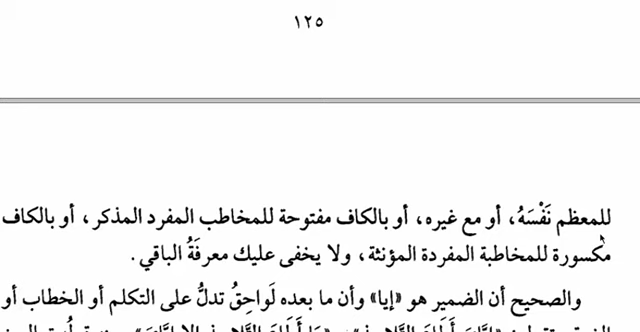 ١٢٥
للمعظم نَفْسَهُ، أو مع غيره، أو بالكاف مفتوحة للمخاطب المفرد المذكر، أو بالكاف
مكسورة للمخاطبة المفردة المؤنثة، ولا يخفى عليك معرفَةُ الباقي.
والصحيح أن الضمير هو «إيا» وأن ما بعده لَواحِقُ تدلُّ على التكلم أو الخطاب أو